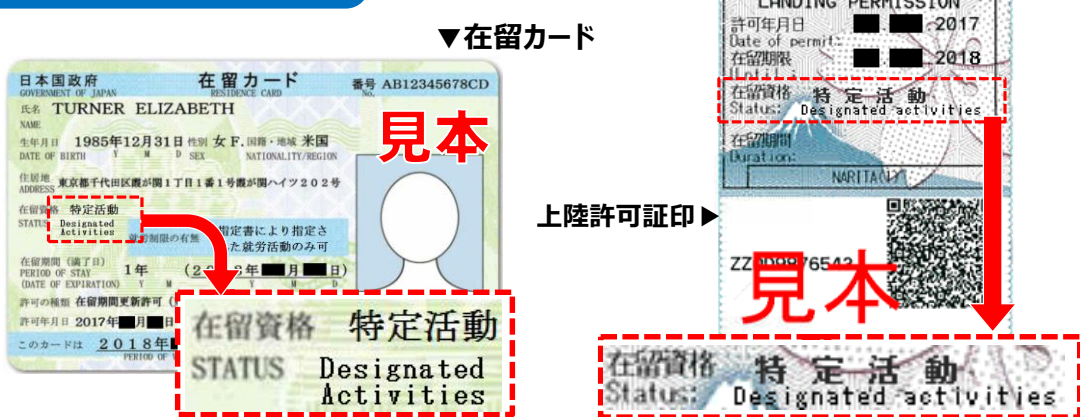 ▼在留カード
日本国政府 在留カード 番号 AB12345678CD
GOVERNMENT OF JAPAN RESIDENCE CARD No.
氏名 TURNER ELIZABETH
NAME
生年月日 1985年12月31日 性別 女 F. 国籍・地域 米国
DATE OF BIRTH Y M D SEX NATIONALITY/REGION
住居地 東京都千代田区霞が関1丁目1番1号霞が関ハイツ202号
ADDRESS
在留資格 特定活動
STATUS Designated
Activities
就労制限の有無 指定書により指定さ
た就労活動のみ可
在留期間(満了日)
PERIOD OF STAY 1年 (2 年 月 日)
(DATE OF EXPIRATION) Y M Y M D
許可の種類 在留期間更新許可(
許可年月日 2017年 月 日
このカードは 2018年
PERIOD OF
見本
在留資格 特定活動
STATUS Designated
Activities
上陸許可証印▶
LANDING PERMISSION
許可年月日 2017
Date of permit:
在留期限 2018
Until:
在留資格 特定活動
Status: Designated activities
在留期間
Duration:
NARITA(1)
見本
在留資格 特定活動
Status: Designated activities